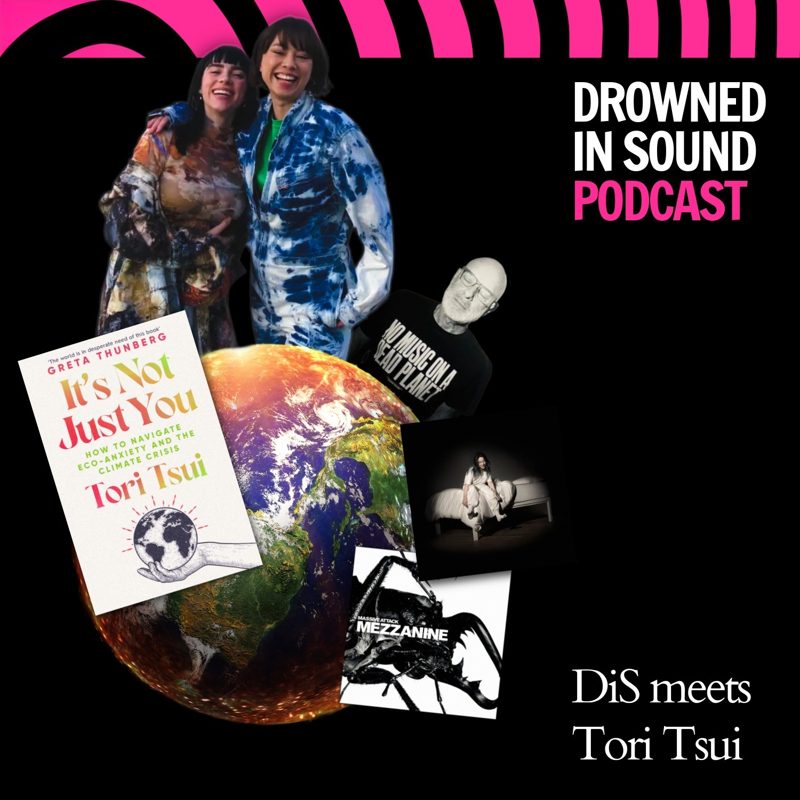 DROWNED
IN SOUND
PODCAST
NO MUSIC ON A
DEAD PLANET
'The world is in desperate need of this book'
GRETA THUNBERG
It's Not
Just You
HOW TO NAVIGATE
ECO-ANXIETY AND THE
CLIMATE CRISIS
Tori Tsui
MASSIVE ATTACK
MEZZANINE
DiS meets
Tori Tsui